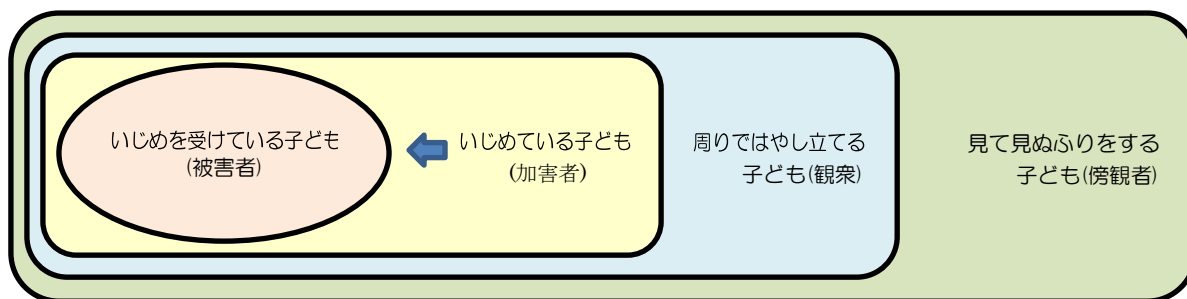 いじめを受けている子ども
(被害者)
いじめている子ども
(加害者)
周りではやし立てる
子ども(観衆)
見て見ぬふりをする
子ども(傍観者)